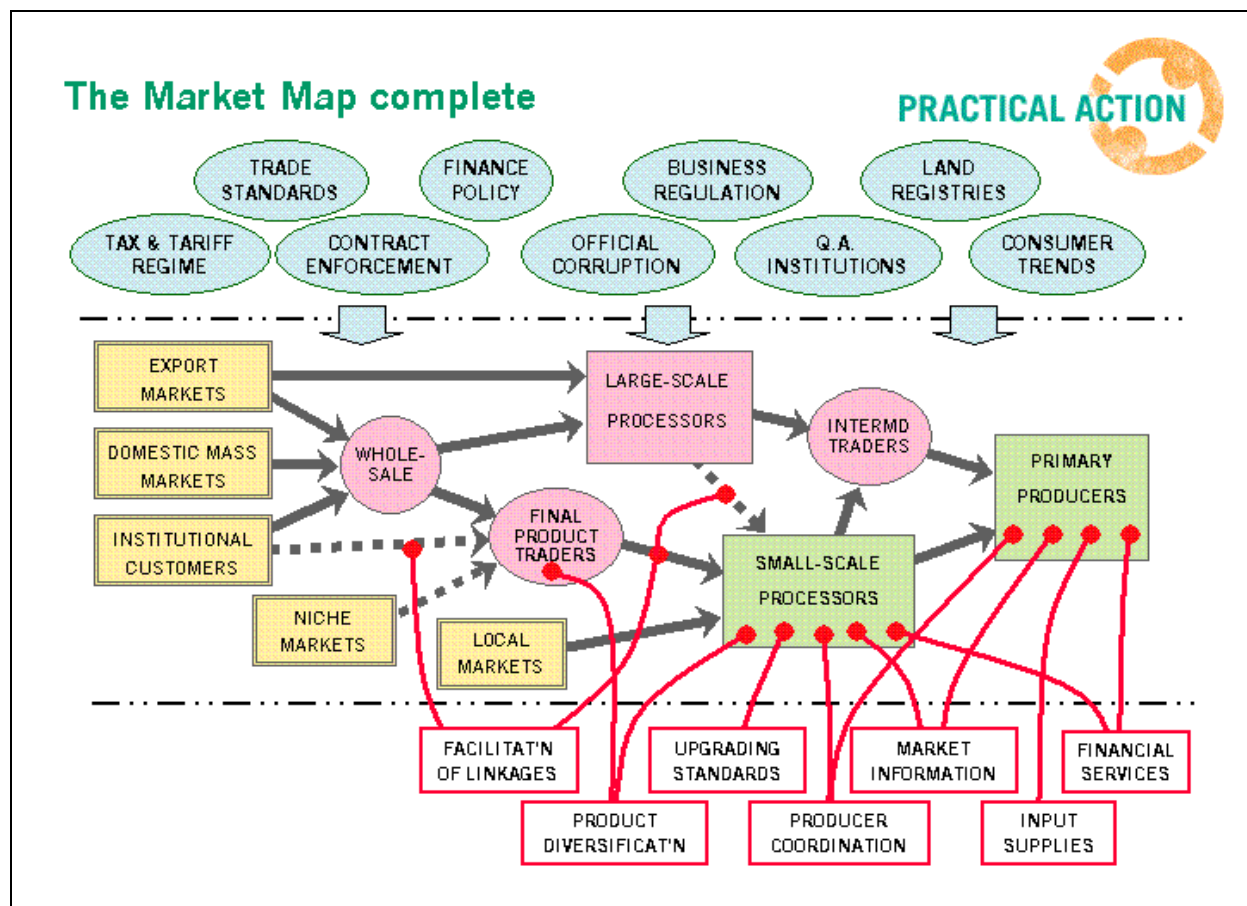 The Market Map complete
PRACTICAL ACTION
TRADE
STANDARDS
FINANCE
POLICY
BUSINESS
REGULATION
LAND
REGISTRIES
TAX & TARIFF
REGIME
CONTRACT
ENFORCEMENT
OFFICIAL
CORRUPTION
Q.A.
INSTITUTIONS
CONSUMER
TRENDS
EXPORT
MARKETS
LARGE-SCALE
PROCESSORS
INTERMD
TRADERS
DOMESTIC MASS
MARKETS
WHOLE-
SALE
PRIMARY
PRODUCERS
INSTITUTIONAL
CUSTOMERS
FINAL
PRODUCT
TRADERS
SMALL-SCALE
PROCESSORS
NICHE
MARKETS
LOCAL
MARKETS
FACILITAT'N
OF LINKAGES
UPGRADING
STANDARDS
MARKET
INFORMATION
FINANCIAL
SERVICES
PRODUCT
DIVERSIFICAT'N
PRODUCER
COORDINATION
INPUT
SUPPLIES